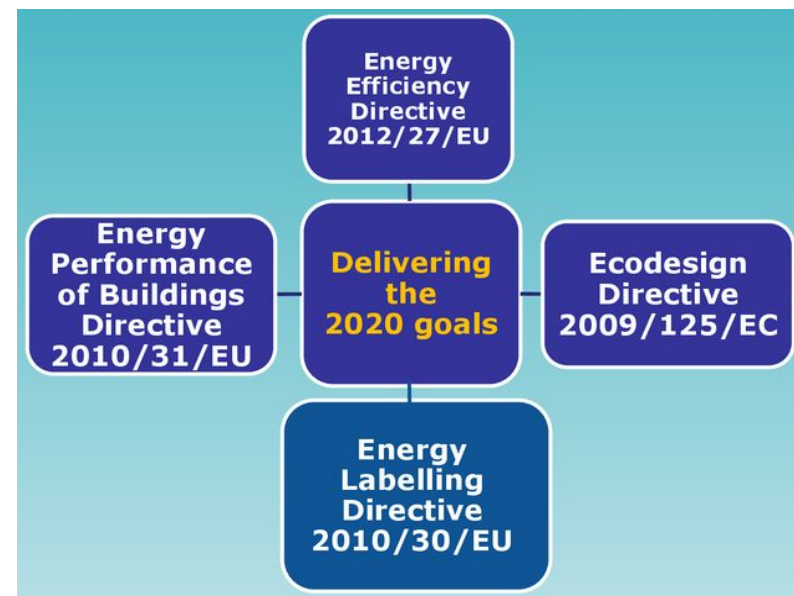 Energy
Efficiency
Directive
2012/27/EU
Energy
Performance
of Buildings
Directive
2010/31/EU
Delivering
the
2020 goals
Ecodesign
Directive
2009/125/EC
Energy
Labelling
Directive
2010/30/EU